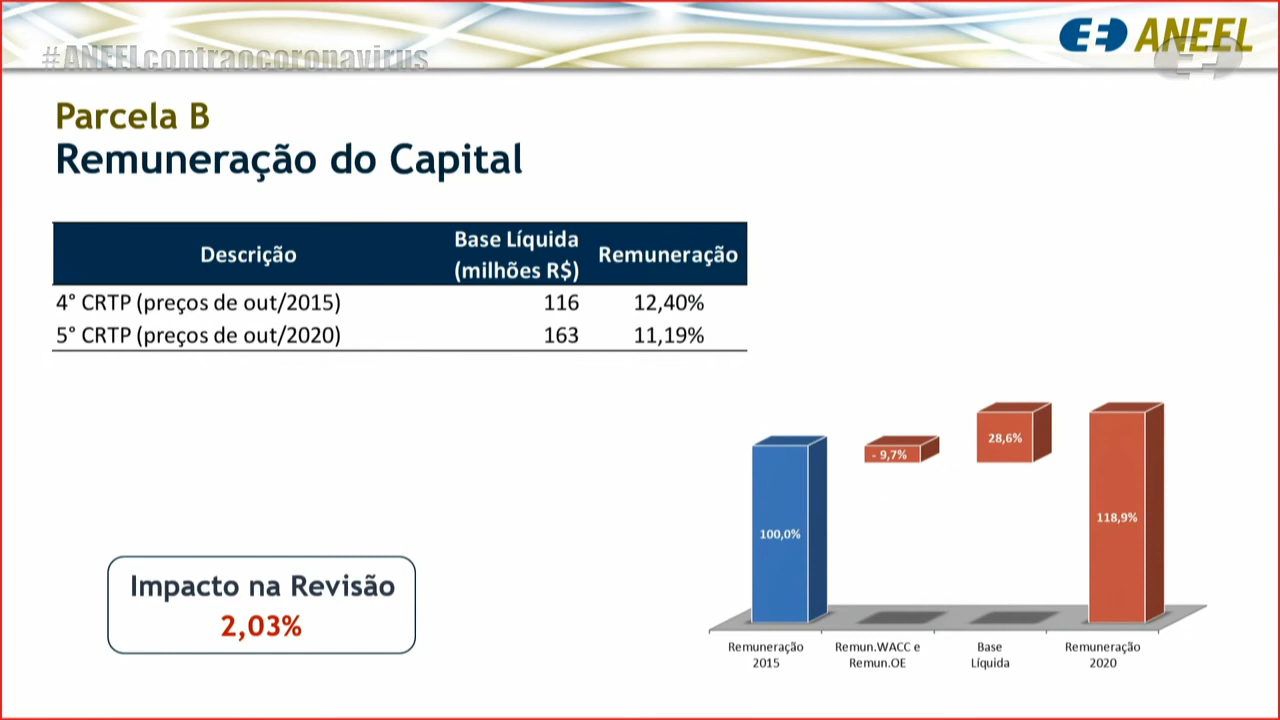 #ANEELcontraocoronavirus
ANEEL
Parcela B
Remuneração do Capital
Descrição
Base Líquida
(milhões R$)
Remuneração
4° CRTP (preços de out/2015) 116 12,40%
5° CRTP (preços de out/2020) 163 11,19%
100,0%
- 9,7%
28,6%
118,9%
Remuneração
2015
Remun.WACC e
Remun.OE
Base
Líquida
Remuneração
2020
Impacto na Revisão
2,03%